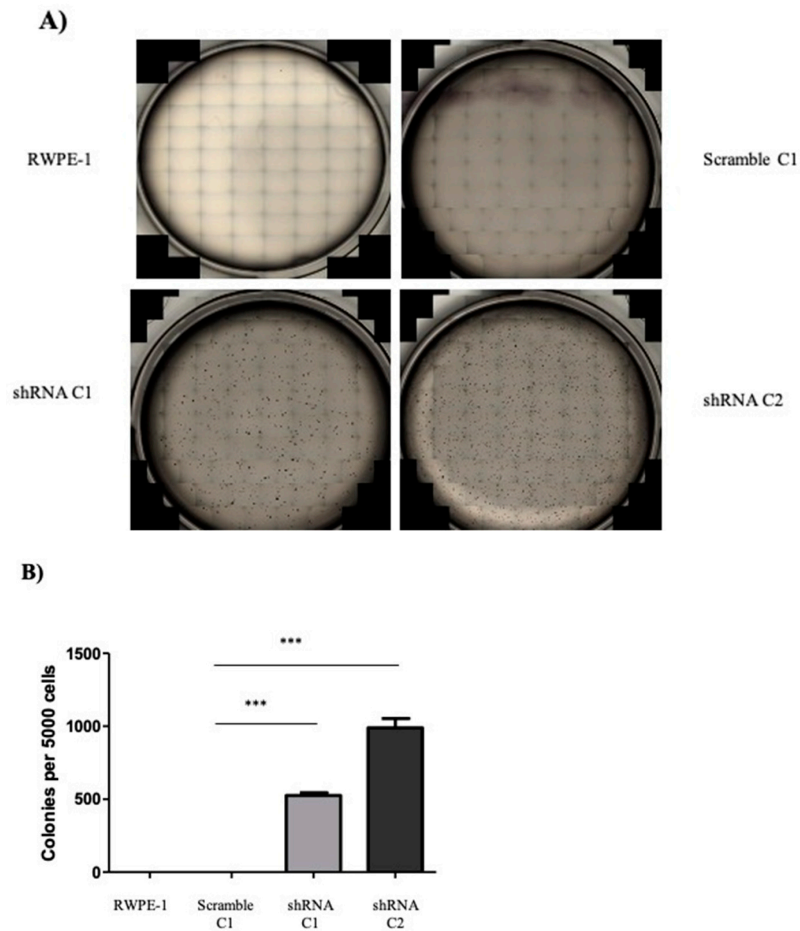 A)
RWPE-1
Scramble C1
shRNA C1
shRNA C2
B)
***
***
Colonies per 5000 cells
1500
1000
500
0
RWPE-1
Scramble
C1
shRNA
C1
shRNA
C2